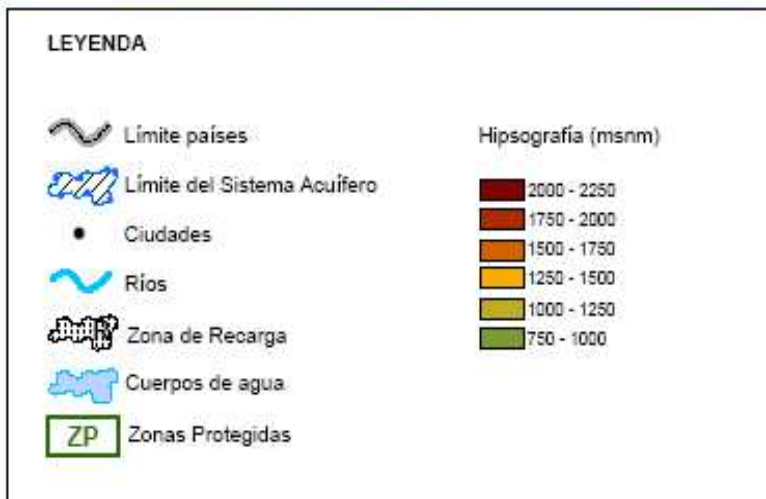 LEYENDA
Límite países
Límite del Sistema Acuífero
Ciudades
Ríos
Zona de Recarga
Cuerpos de agua
ZP Zonas Protegidas
Hipsografía (msnm)
2000 - 2250
1750 - 2000
1500 - 1750
1250 - 1500
1000 - 1250
750 - 1000